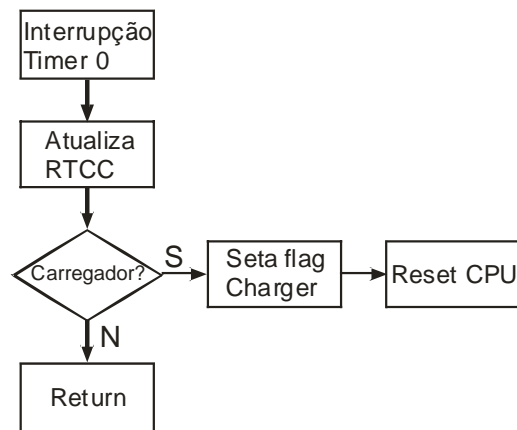 Interrupção
Timer 0
Atualiza
RTCC
Carregador?
S
Seta flag
Charger
Reset CPU
N
Return